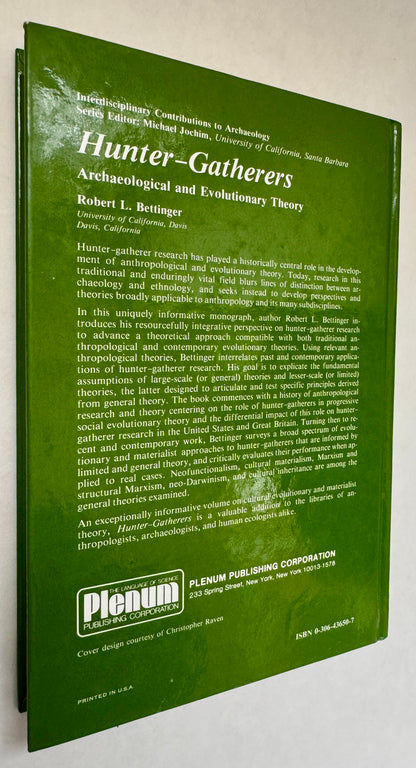 Interdisciplinary Contributions to Archaeology
Series Editor: Michael Jochim, University of California, Santa Barbara
Hunter–Gatherers
Archaeological and Evolutionary Theory
Robert L. Bettinger
University of California, Davis
Davis, California
Hunter–gatherer research has played a historically central role in the develop-
ment of anthropological and evolutionary theory. Today, research in this
traditional and enduringly vital field blurs lines of distinction between ar-
chaeology and ethnology, and seeks instead to develop perspectives and
theories broadly applicable to anthropology and its many subdisciplines.
In this uniquely informative monograph, author Robert L. Bettinger in-
troduces his resourcefully integrative perspective on hunter–gatherer research
to advance a theoretical approach compatible with both traditional an-
thropological and contemporary evolutionary theories. Using relevant an-
thropological theories, Bettinger interrelates past and contemporary applica-
tions of hunter–gatherer research. His goal is to explicate the fundamental
assumptions of large-scale (or general) theories and lesser-scale (or limited)
theories, the latter designed to articulate and test specific principles derived
from general theory. The book commences with a history of anthropological
research and theory centering on the role of hunter–gatherers in progressive
social evolutionary theory and the differential impact of this role on hunter–
gatherer research in the United States and Great Britain. Turning then to re-
cent and contemporary work, Bettinger surveys a broad spectrum of evolu-
tionary and materialist approaches to hunter–gatherers that are informed by
limited and general theory, and critically evaluates their performance when ap-
plied to real cases. Neofunctionalism, cultural materialism, Marxism and
structural Marxism, neo-Darwinism, and cultural inheritance are among the
general theories examined.
An exceptionally informative volume on cultural evolutionary and materialist
theory, Hunter–Gatherers is a valuable addition to the libraries of an-
thropologists, archaeologists, and human ecologists alike.
THE LANGUAGE OF SCIENCE
Plenum
PUBLISHING CORPORATION
PLENUM PUBLISHING CORPORATION
233 Spring Street, New York, New York 10013-1578
Cover design courtesy of Christopher Raven
ISBN 0-306-43650-7
PRINTED IN U.S.A.